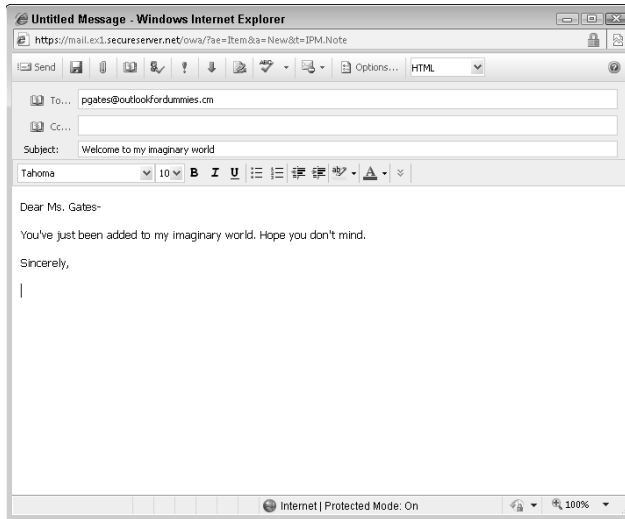 Untitled Message - Windows Internet Explorer
https://mail.ex1.secureserver.net/owa/?ae=Item&a=New&t=IPM.Note
Send ABC Options... HTML
To... pgates@outlookfordummies.cm
Cc...
Subject: Welcome to my imaginary world
Tahoma 10 B I U ab A
Dear Ms. Gates-
You've just been added to my imaginary world. Hope you don't mind.
Sincerely,
Internet | Protected Mode: On 100%